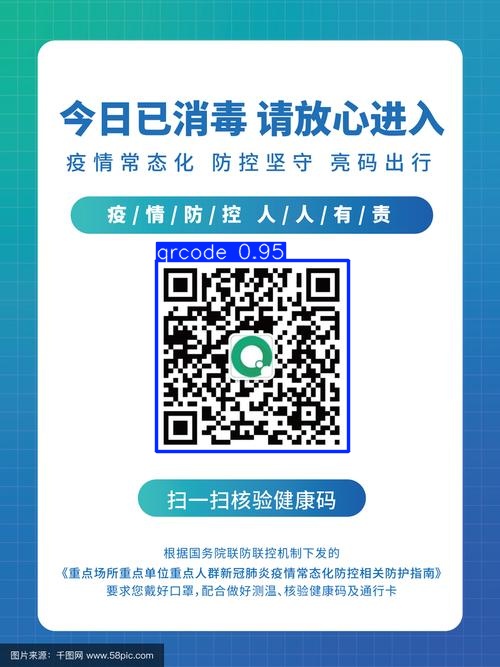 今日已消毒 请放心进入
疫情常态化 防控坚守 亮码出行
疫/情/防/控 人/人/有/责
qrcode 0.95
扫一扫核验健康码
根据国务院联防联控机制下发的
《重点场所重点单位重点人群新冠肺炎疫情常态化防控相关防护指南》
要求您戴好口罩,配合做好测温、核验健康码及通行卡
图片来源：千图网 www.58pic.com